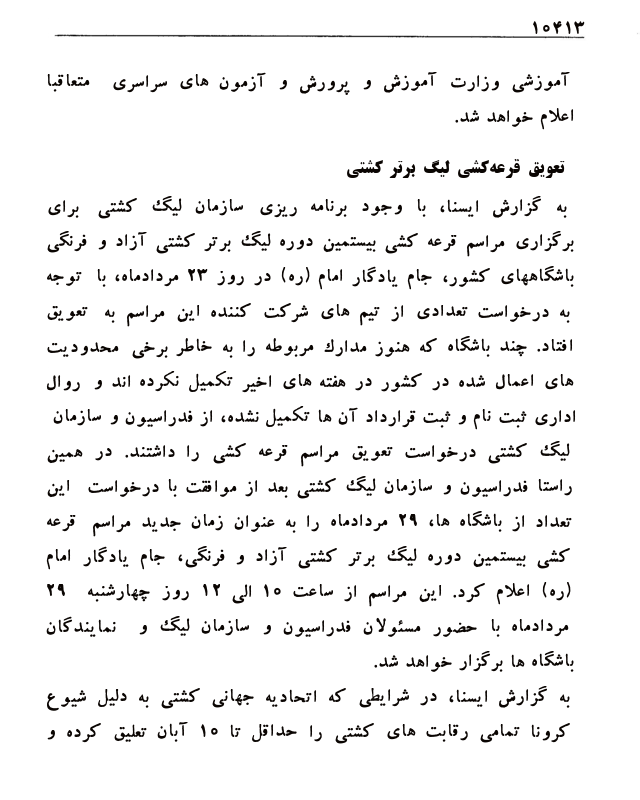 ۱۰۴۱۳
آموزشی وزارت آموزش و پرورش و آزمون های سراسری متعاقبا
اعلام خواهد شد.
تعویق قرعه‌کشی لیگ برتر کشتی
به گزارش ایسنا، با وجود برنامه ریزی سازمان لیگ کشتی برای
برگزاری مراسم قرعه کشی بیستمین دوره لیگ برتر کشتی آزاد و فرنگی
باشگاههای کشور، جام یادگار امام (ره) در روز ۲۳ مردادماه، با توجه
به درخواست تعدادی از تیم های شرکت کننده این مراسم به تعویق
افتاد. چند باشگاه که هنوز مدارک مربوطه را به خاطر برخی محدودیت
های اعمال شده در کشور در هفته های اخیر تکمیل نکرده اند و روال
اداری ثبت نام و ثبت قرارداد آن ها تکمیل نشده، از فدراسیون و سازمان
لیگ کشتی درخواست تعویق مراسم قرعه کشی را داشتند. در همین
راستا فدراسیون و سازمان لیگ کشتی بعد از موافقت با درخواست این
تعداد از باشگاه ها، ۲۹ مردادماه را به عنوان زمان جدید مراسم قرعه
کشی بیستمین دوره لیگ برتر کشتی آزاد و فرنگی، جام یادگار امام
(ره) اعلام کرد. این مراسم از ساعت ۱۰ الی ۱۲ روز چهارشنبه ۲۹
مردادماه با حضور مسئولان فدراسیون و سازمان لیگ و نمایندگان
باشگاه ها برگزار خواهد شد.
به گزارش ایسنا، در شرایطی که اتحادیه جهانی کشتی به دلیل شیوع
کرونا تمامی رقابت های کشتی را حداقل تا ۱۰ آبان تعلیق کرده و